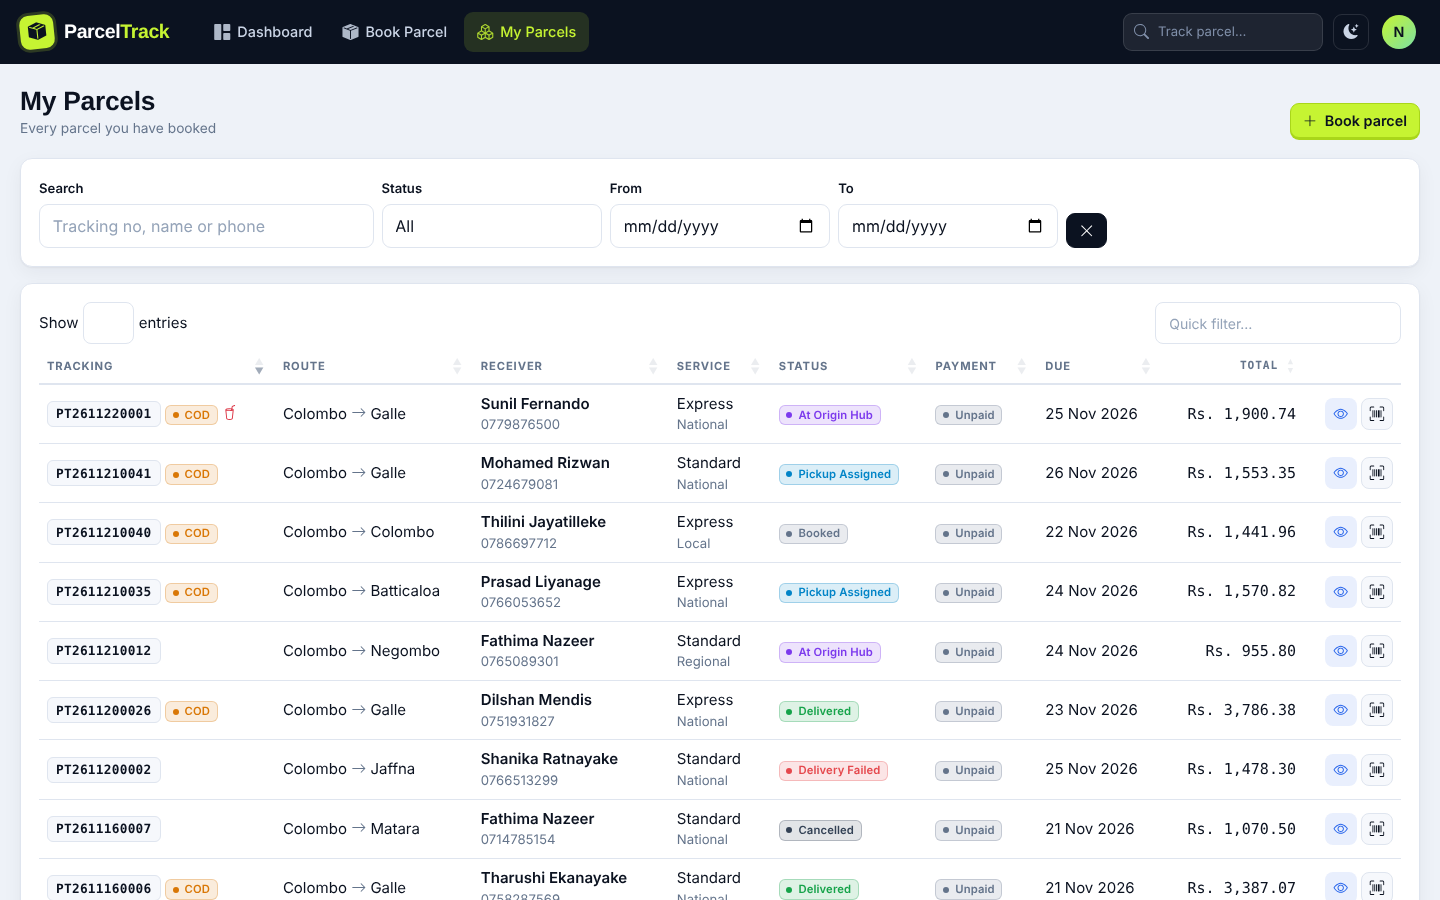 ParcelTrack
Dashboard
Book Parcel
My Parcels
Track parcel...
N
My Parcels
Every parcel you have booked
Book parcel
Search
Status
From
To
Tracking no, name or phone
All
mm/dd/yyyy
mm/dd/yyyy
Show entries
Quick filter...
TRACKING ROUTE RECEIVER SERVICE STATUS PAYMENT DUE TOTAL
PT2611220001 COD Colombo → Galle Sunil Fernando 0779876500 Express National At Origin Hub Unpaid 25 Nov 2026 Rs. 1,900.74
PT2611210041 COD Colombo → Galle Mohamed Rizwan 0724679081 Standard National Pickup Assigned Unpaid 26 Nov 2026 Rs. 1,553.35
PT2611210040 COD Colombo → Colombo Thilini Jayatilleke 0786697712 Express Local Booked Unpaid 22 Nov 2026 Rs. 1,441.96
PT2611210035 COD Colombo → Batticaloa Prasad Liyanage 0766053652 Express National Pickup Assigned Unpaid 24 Nov 2026 Rs. 1,570.82
PT2611210012 Colombo → Negombo Fathima Nazeer 0765089301 Standard Regional At Origin Hub Unpaid 24 Nov 2026 Rs. 955.80
PT2611200026 COD Colombo → Galle Dilshan Mendis 0751931827 Express National Delivered Unpaid 23 Nov 2026 Rs. 3,786.38
PT2611200002 Colombo → Jaffna Shanika Ratnayake 0766513299 Standard National Delivery Failed Unpaid 25 Nov 2026 Rs. 1,478.30
PT2611160007 Colombo → Matara Fathima Nazeer 0714785154 Standard National Cancelled Unpaid 21 Nov 2026 Rs. 1,070.50
PT2611160006 COD Colombo → Galle Tharushi Ekanayake 0758287569 Standard National Delivered Unpaid 21 Nov 2026 Rs. 3,387.07